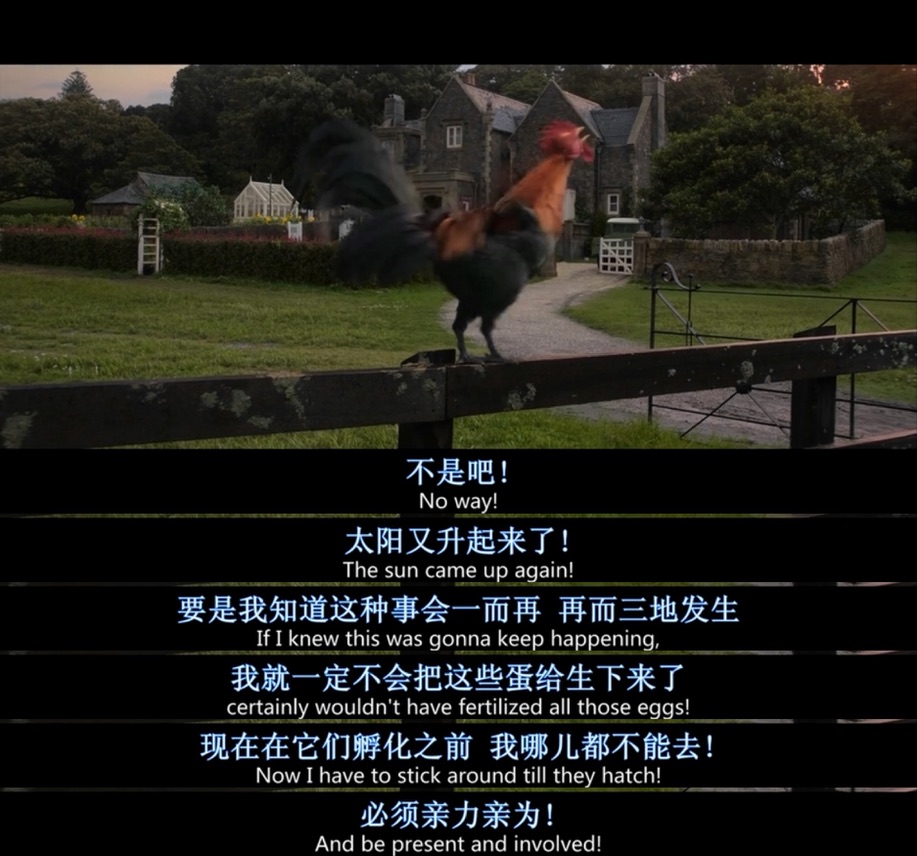 不是吧！
No way!
太阳又升起来了！
The sun came up again!
要是我知道这种事会一而再 再而三地发生
If I knew this was gonna keep happening,
我就一定不会把这些蛋给生下来了
certainly wouldn't have fertilized all those eggs!
现在在它们孵化之前 我哪儿都不能去！
Now I have to stick around till they hatch!
必须亲力亲为！
And be present and involved!